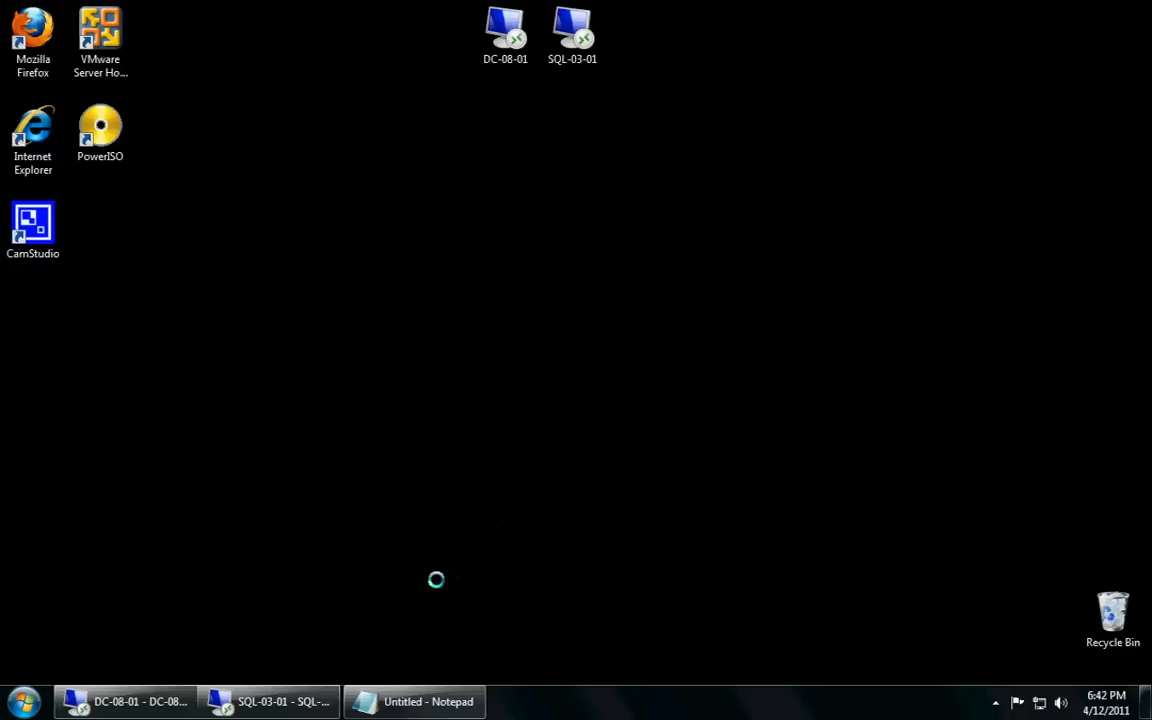 Mozilla
Firefox
VMware
Server Ho...
DC-08-01
SQL-03-01
Internet
Explorer
PowerISO
CamStudio
Recycle Bin
DC-08-01 - DC-08...
SQL-03-01 - SQL-...
Untitled - Notepad
6:42 PM
4/12/2011